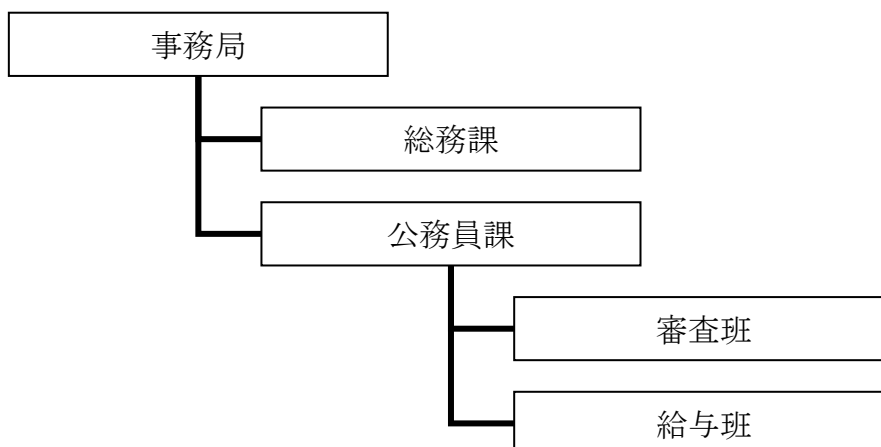 事務局
総務課
公務員課
審査班
給与班